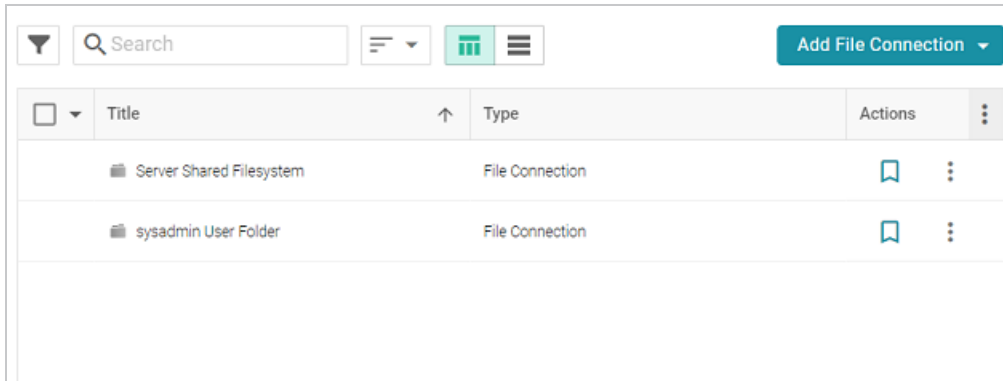 Search
Add File Connection
Title Type Actions
Server Shared Filesystem File Connection
sysadmin User Folder File Connection